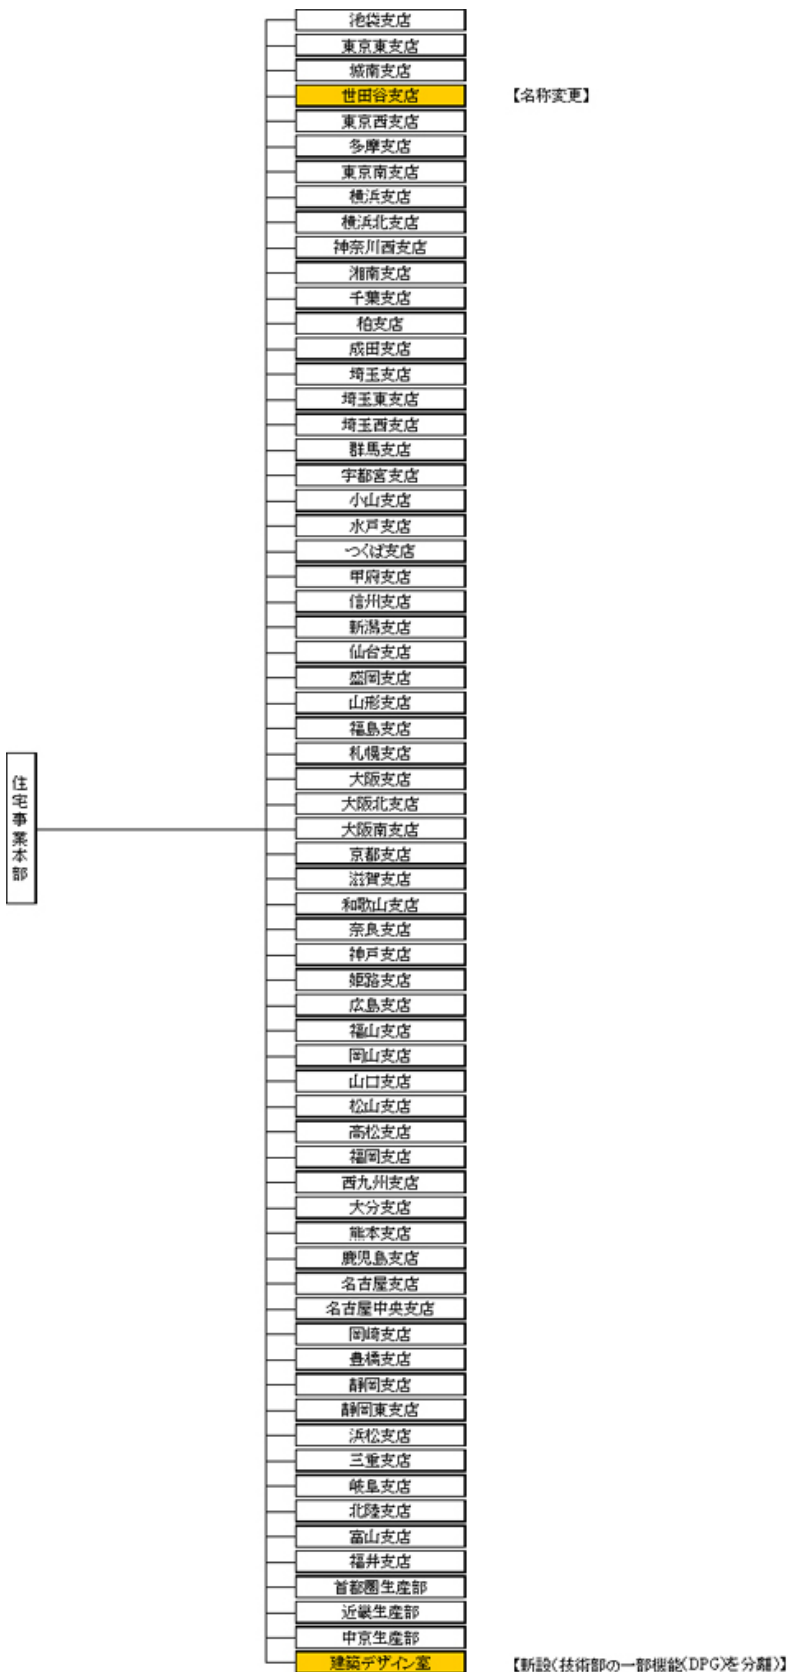 池袋支店
東京東支店
城南支店
世田谷支店 【名称変更】
東京西支店
多摩支店
東京南支店
横浜支店
横浜北支店
神奈川西支店
湘南支店
千葉支店
柏支店
成田支店
埼玉支店
埼玉東支店
埼玉西支店
群馬支店
宇都宮支店
小山支店
水戸支店
つくば支店
甲府支店
信州支店
新潟支店
仙台支店
盛岡支店
山形支店
福島支店
札幌支店
大阪支店
大阪北支店
住宅事業本部
大阪南支店
京都支店
滋賀支店
和歌山支店
奈良支店
神戸支店
姫路支店
広島支店
福山支店
岡山支店
山口支店
松山支店
高松支店
福岡支店
西九州支店
大分支店
熊本支店
鹿児島支店
名古屋支店
名古屋中央支店
岡崎支店
豊橋支店
静岡支店
静岡東支店
浜松支店
三重支店
岐阜支店
北陸支店
富山支店
福井支店
首都圏生産部
近畿生産部
中京生産部
建築デザイン室 【新設(技術部の一部機能(DPG)を分離)】